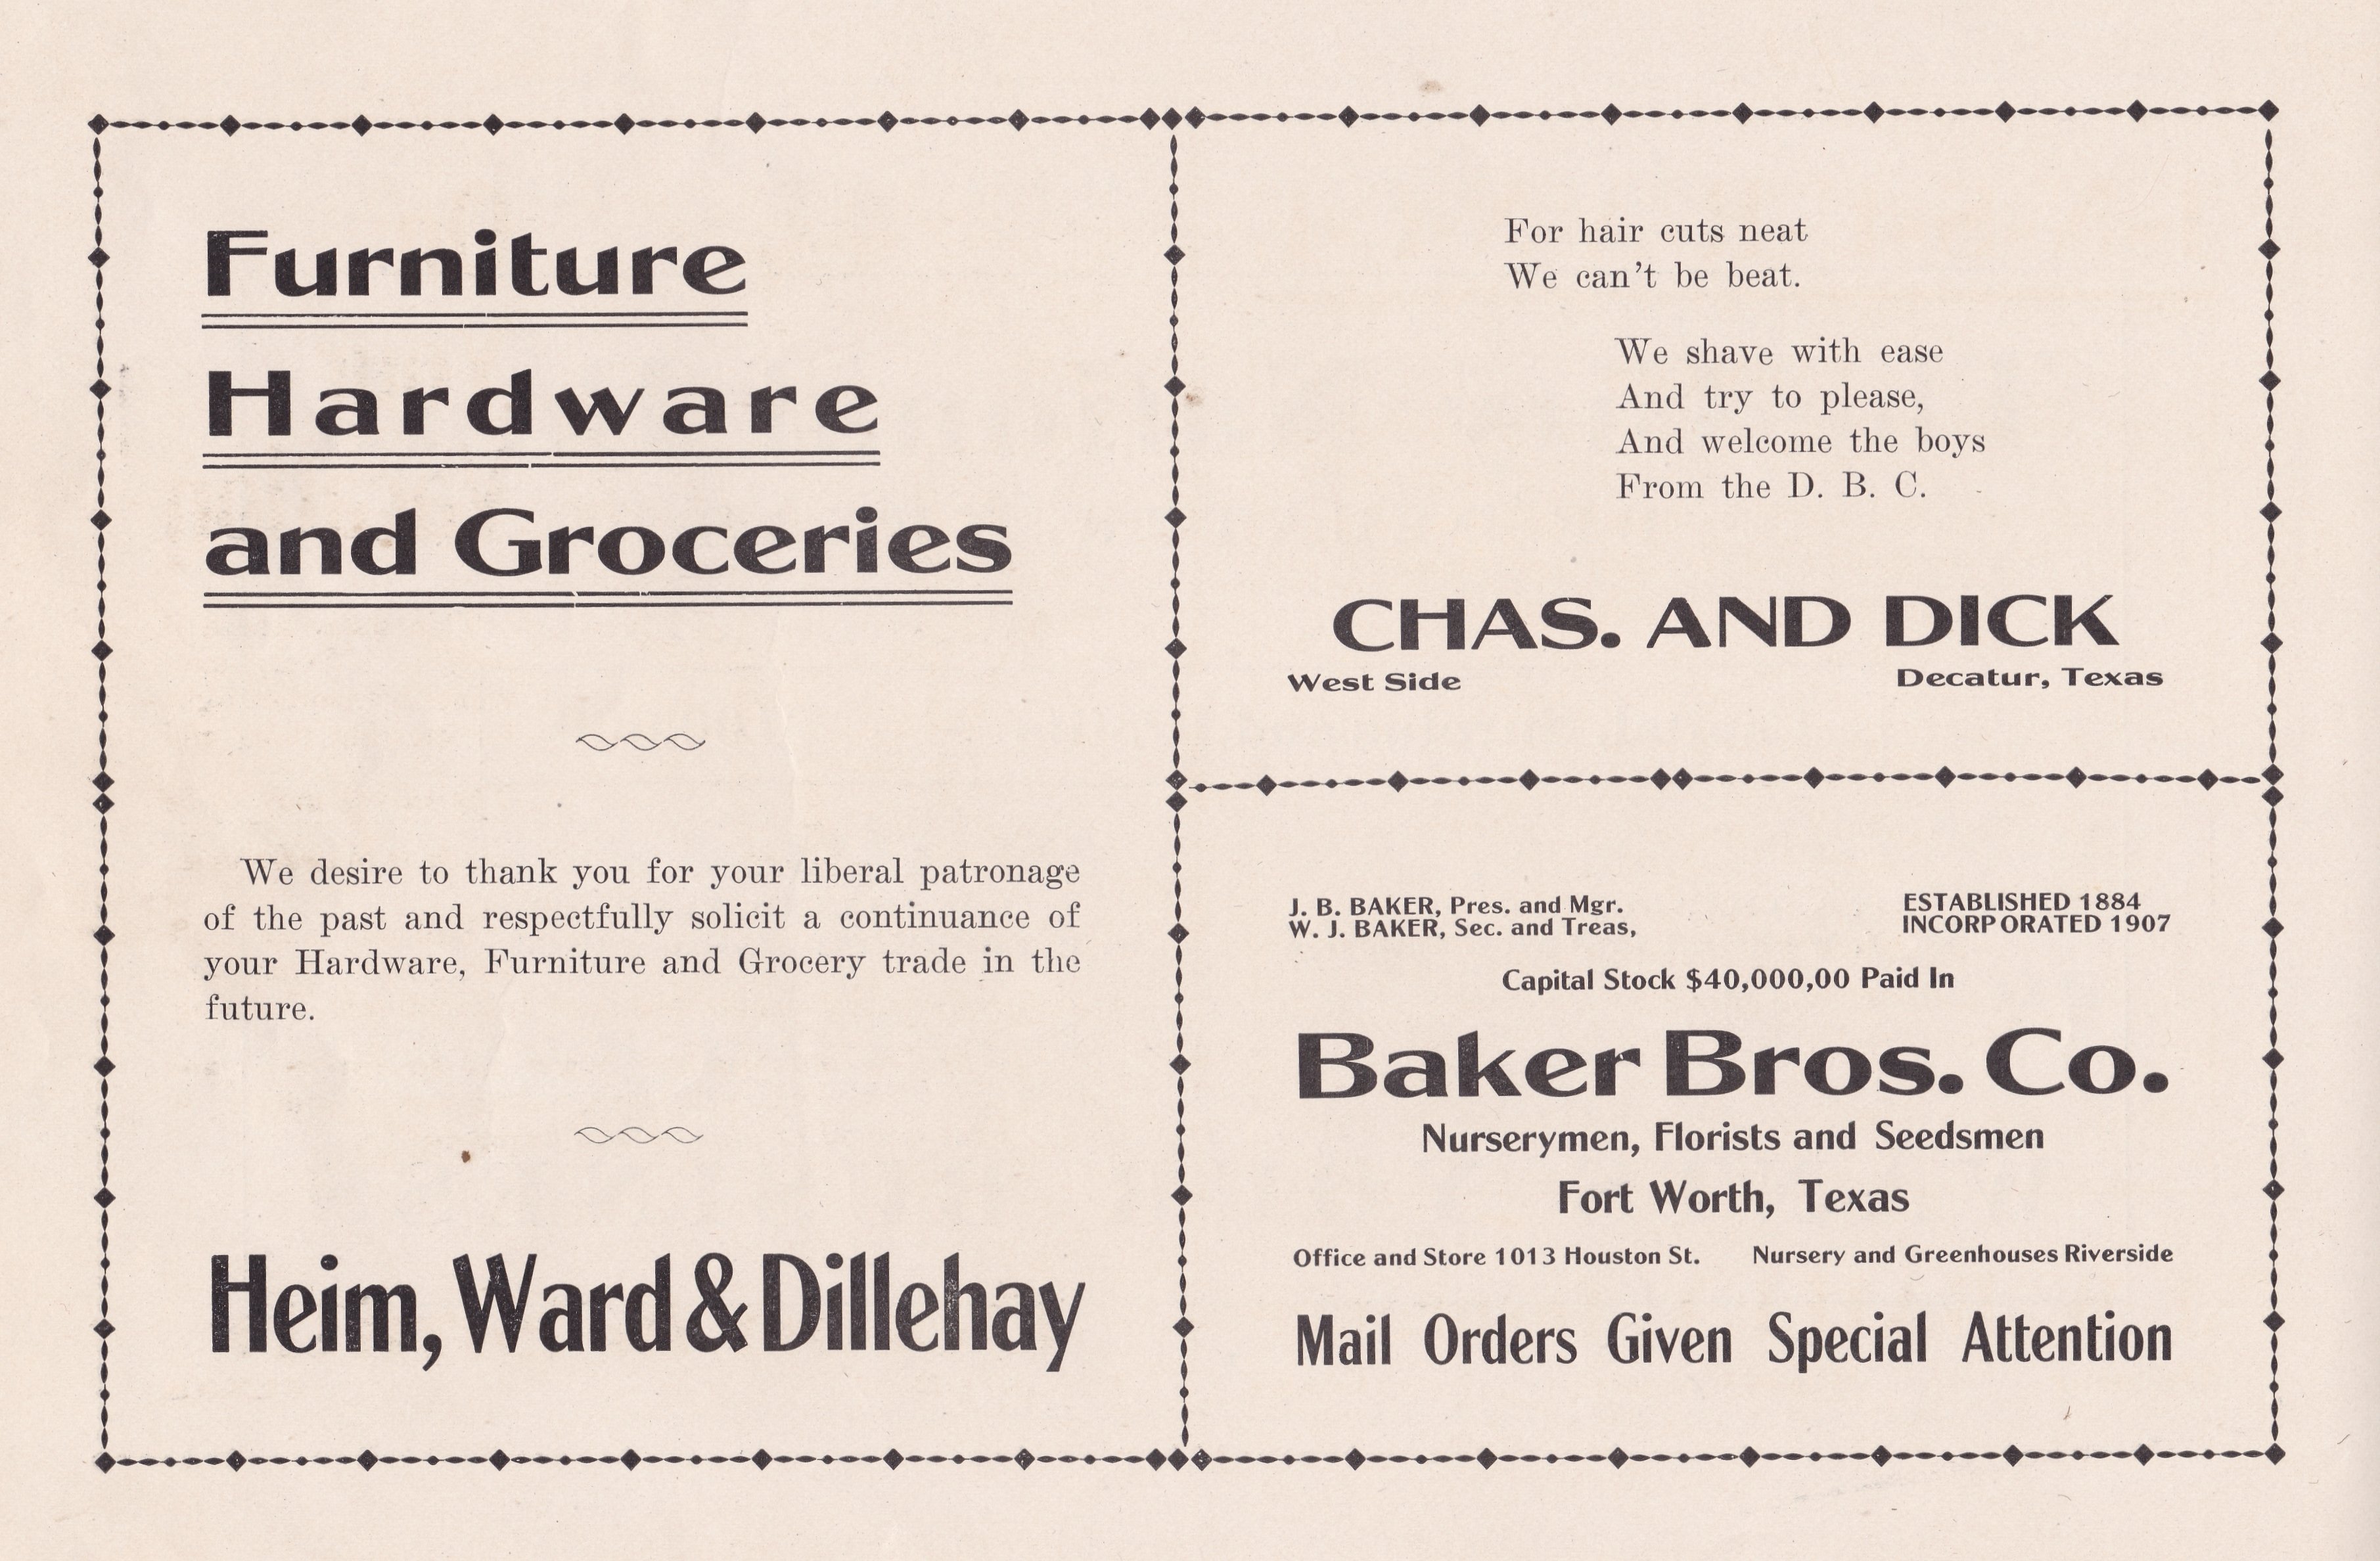 Furniture
Hardware
and Groceries
We desire to thank you for your liberal patronage
of the past and respectfully solicit a continuance of
your Hardware, Furniture and Grocery trade in the
future.
Heim, Ward & Dillehay
For hair cuts neat
We can't be beat.
We shave with ease
And try to please,
And welcome the boys
From the D. B. C.
CHAS. AND DICK
West Side Decatur, Texas
J. B. BAKER, Pres. and Mgr. ESTABLISHED 1884
W. J. BAKER, Sec. and Treas, INCORPORATED 1907
Capital Stock $40,000,00 Paid In
Baker Bros. Co.
Nurserymen, Florists and Seedsmen
Fort Worth, Texas
Office and Store 1013 Houston St. Nursery and Greenhouses Riverside
Mail Orders Given Special Attention